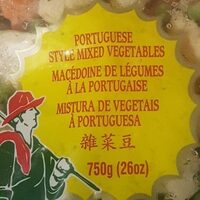 PORTUGUESE
STYLE MIXED VEGETABLES
MACÉDOINE DE LÉGUMES
À LA PORTUGAISE
MISTURA DE VEGETAIS
À PORTUGUESA
雜菜豆
750g (26oz)